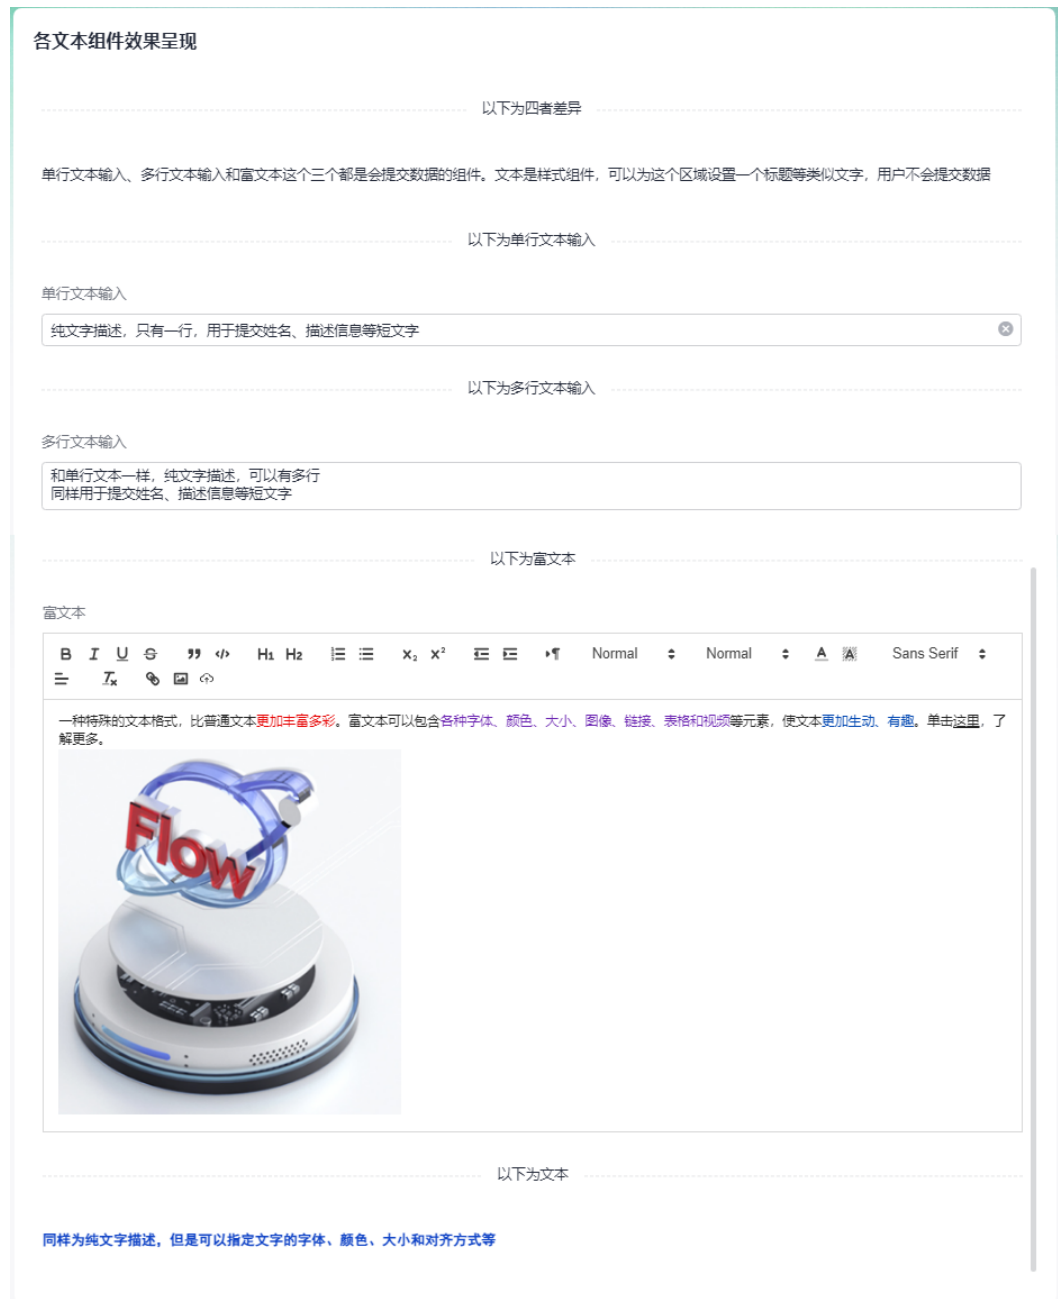 各文本组件效果呈现
以下为四者差异
单行文本输入、多行文本输入和富文本这个三个都是会提交数据的组件。文本是样式组件，可以为这个区域设置一个标题等类似文字，用户不会提交数据
以下为单行文本输入
单行文本输入
纯文字描述，只有一行，用于提交姓名、描述信息等短文字
以下为多行文本输入
多行文本输入
和单行文本一样，纯文字描述，可以有多行
同样用于提交姓名、描述信息等短文字
以下为富文本
富文本
B I U S ” </> H1 H2 x₂ x² ¶ Normal Normal A A Sans Serif
Tx
一种特殊的文本格式，比普通文本更加丰富多彩。富文本可以包含各种字体、颜色、大小、图像、链接、表格和视频等元素，使文本更加生动、有趣。单击这里，了
解更多。
Flow
以下为文本
同样为纯文字描述，但是可以指定文字的字体、颜色、大小和对齐方式等